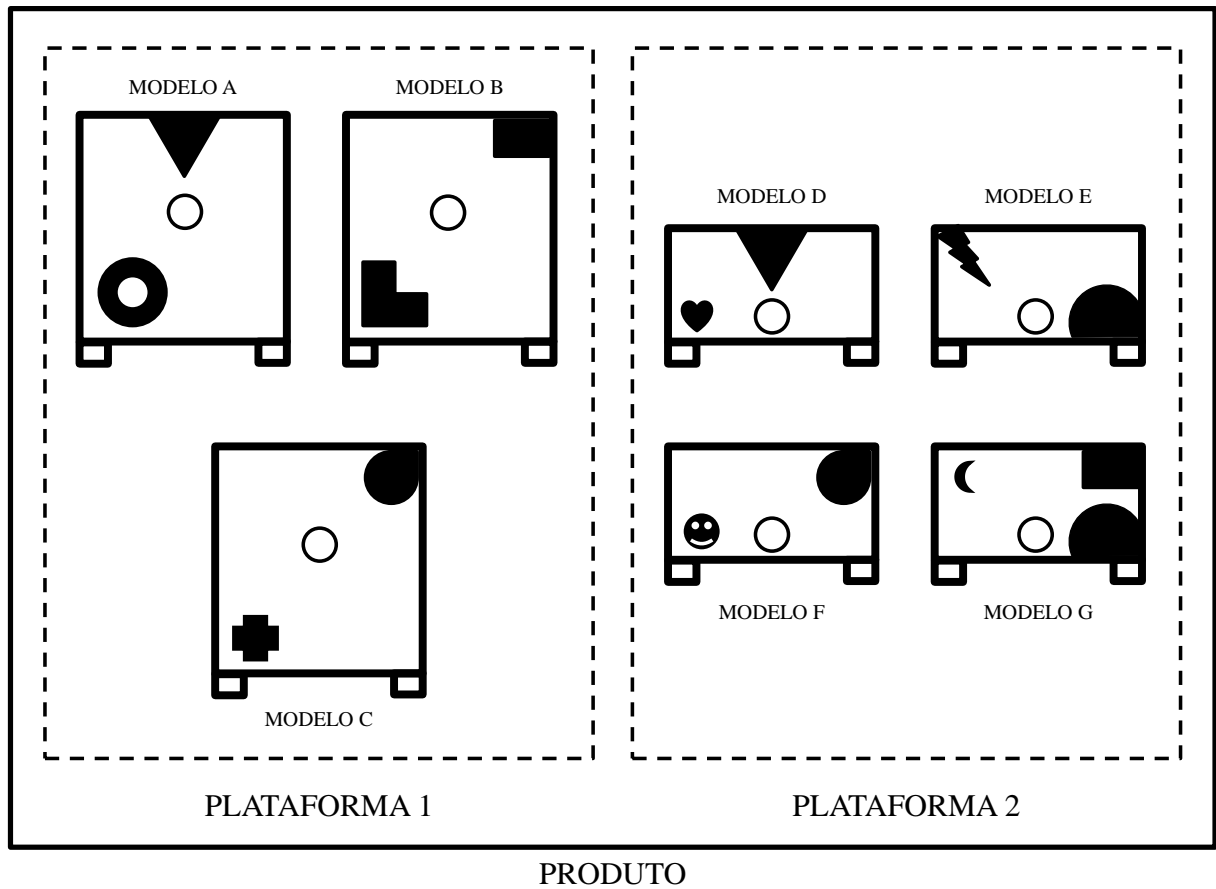 MODELO A
MODELO B
MODELO C
PLATAFORMA 1
MODELO D
MODELO E
MODELO F
MODELO G
PLATAFORMA 2
PRODUTO